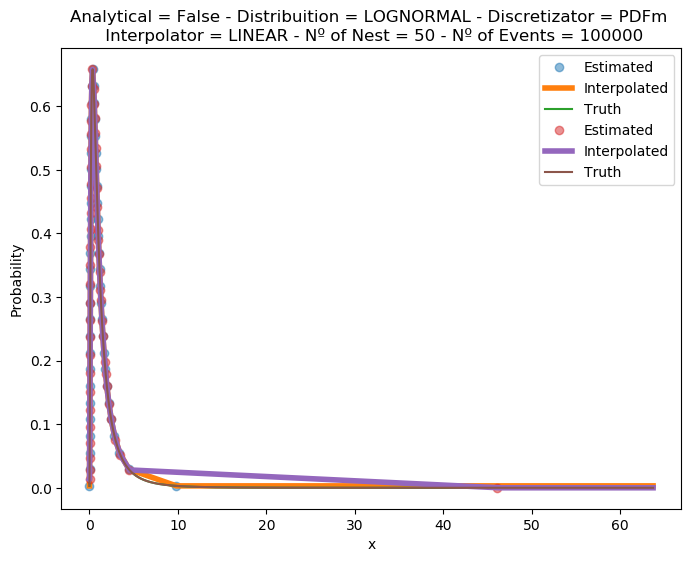 Analytical = False - Distribuition = LOGNORMAL - Discretizator = PDFm
Interpolator = LINEAR - Nº of Nest = 50 - Nº of Events = 100000
Estimated
Interpolated
Truth
Estimated
Interpolated
Truth
Probability
0.6
0.5
0.4
0.3
0.2
0.1
0.0
0 10 20 30 40 50 60
x